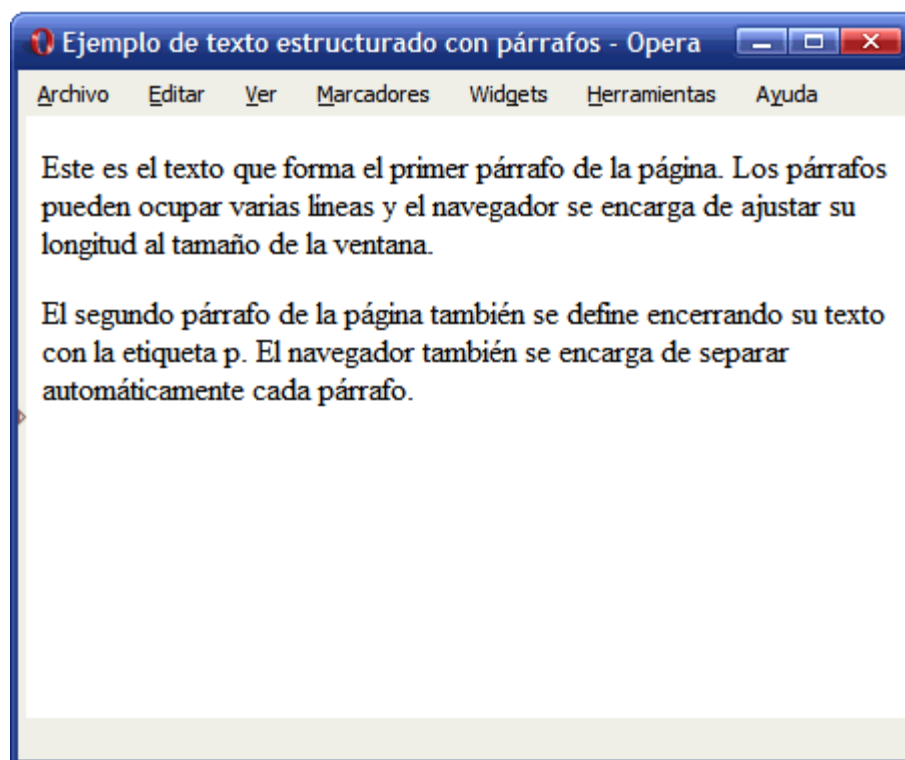 Ejemplo de texto estructurado con párrafos - Opera
Archivo Editar Ver Marcadores Widgets Herramientas Ayuda
Este es el texto que forma el primer párrafo de la página. Los párrafos
pueden ocupar varias lineas y el navegador se encarga de ajustar su
longitud al tamaño de la ventana.
El segundo párrafo de la página también se define encerrando su texto
con la etiqueta p. El navegador también se encarga de separar
automáticamente cada párrafo.